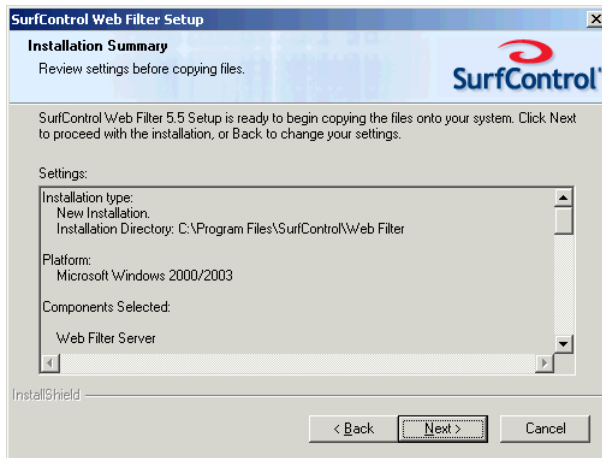 SurfControl Web Filter Setup
Installation Summary
Review settings before copying files.
SurfControl
SurfControl Web Filter 5.5 Setup is ready to begin copying the files onto your system. Click Next
to proceed with the installation, or Back to change your settings.
Settings:
Installation type:
New Installation.
Installation Directory: C:\Program Files\SurfControl\Web Filter
Platform:
Microsoft Windows 2000/2003
Components Selected:
Web Filter Server
InstallShield
< Back
Next >
Cancel